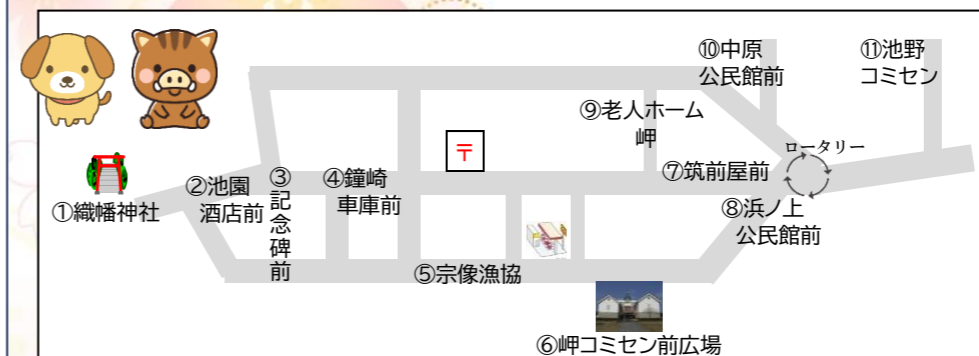 ⑩中原
公民館前
⑪池野
コミセン
⑨老人ホーム
岬
ロータリー
〒
⑦筑前屋前
①織幡神社
②池園
酒店前
③記念碑前
④鐘崎
車庫前
⑧浜ノ上
公民館前
⑤宗像漁協
⑥岬コミセン前広場